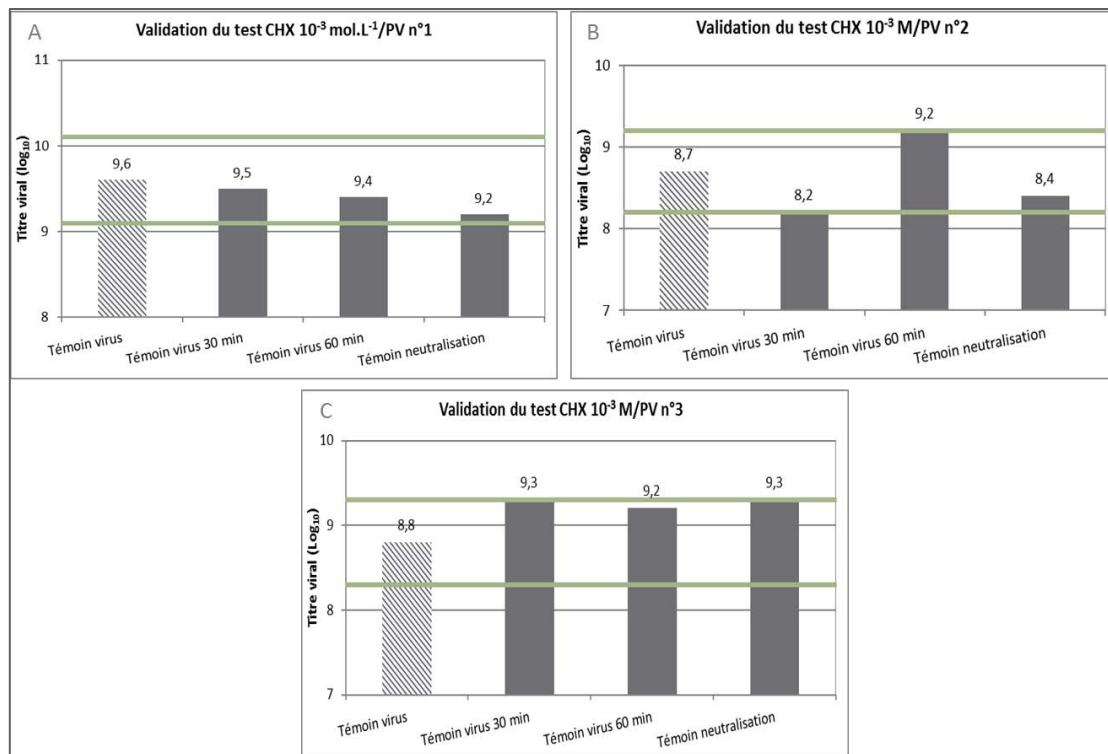 A
Validation du test CHX 10⁻³ mol.L⁻¹/PV n°1
Titre viral (log₁₀)
11
10
9
8
9,6
9,5
9,4
9,2
Témoin virus
Témoin virus 30 min
Témoin virus 60 min
Témoin neutralisation
B
Validation du test CHX 10⁻³ M/PV n°2
Titre viral (Log₁₀)
10
9
8
7
8,7
8,2
9,2
8,4
Témoin virus
Témoin virus 30 min
Témoin virus 60 min
Témoin neutralisation
C
Validation du test CHX 10⁻³ M/PV n°3
Titre viral (Log₁₀)
10
9
8
7
8,8
9,3
9,2
9,3
Témoin virus
Témoin virus 30 min
Témoin virus 60 min
Témoin neutralisation